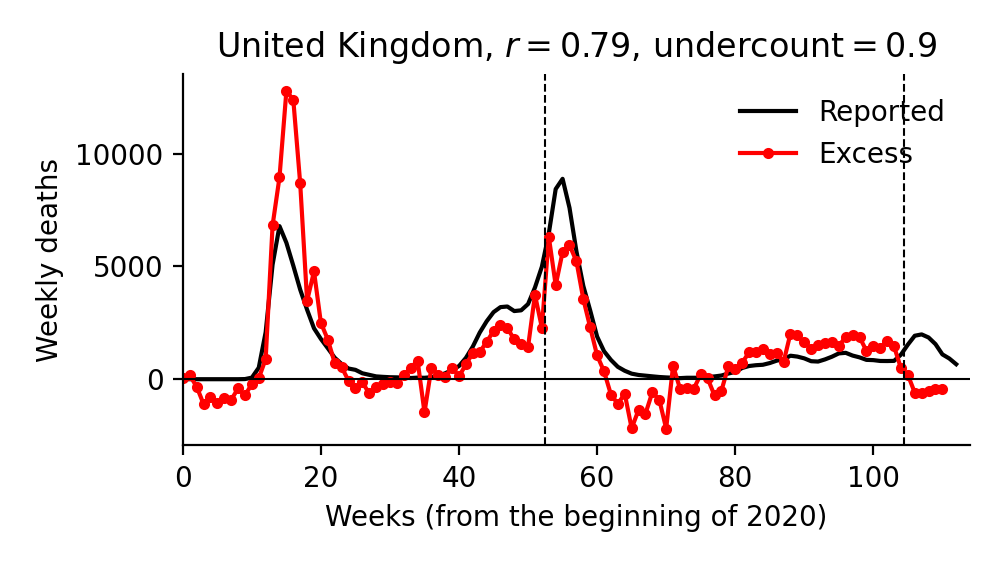 United Kingdom, r = 0.79, undercount = 0.9
Reported
Excess
10000
5000
0
Weekly deaths
0 20 40 60 80 100
Weeks (from the beginning of 2020)